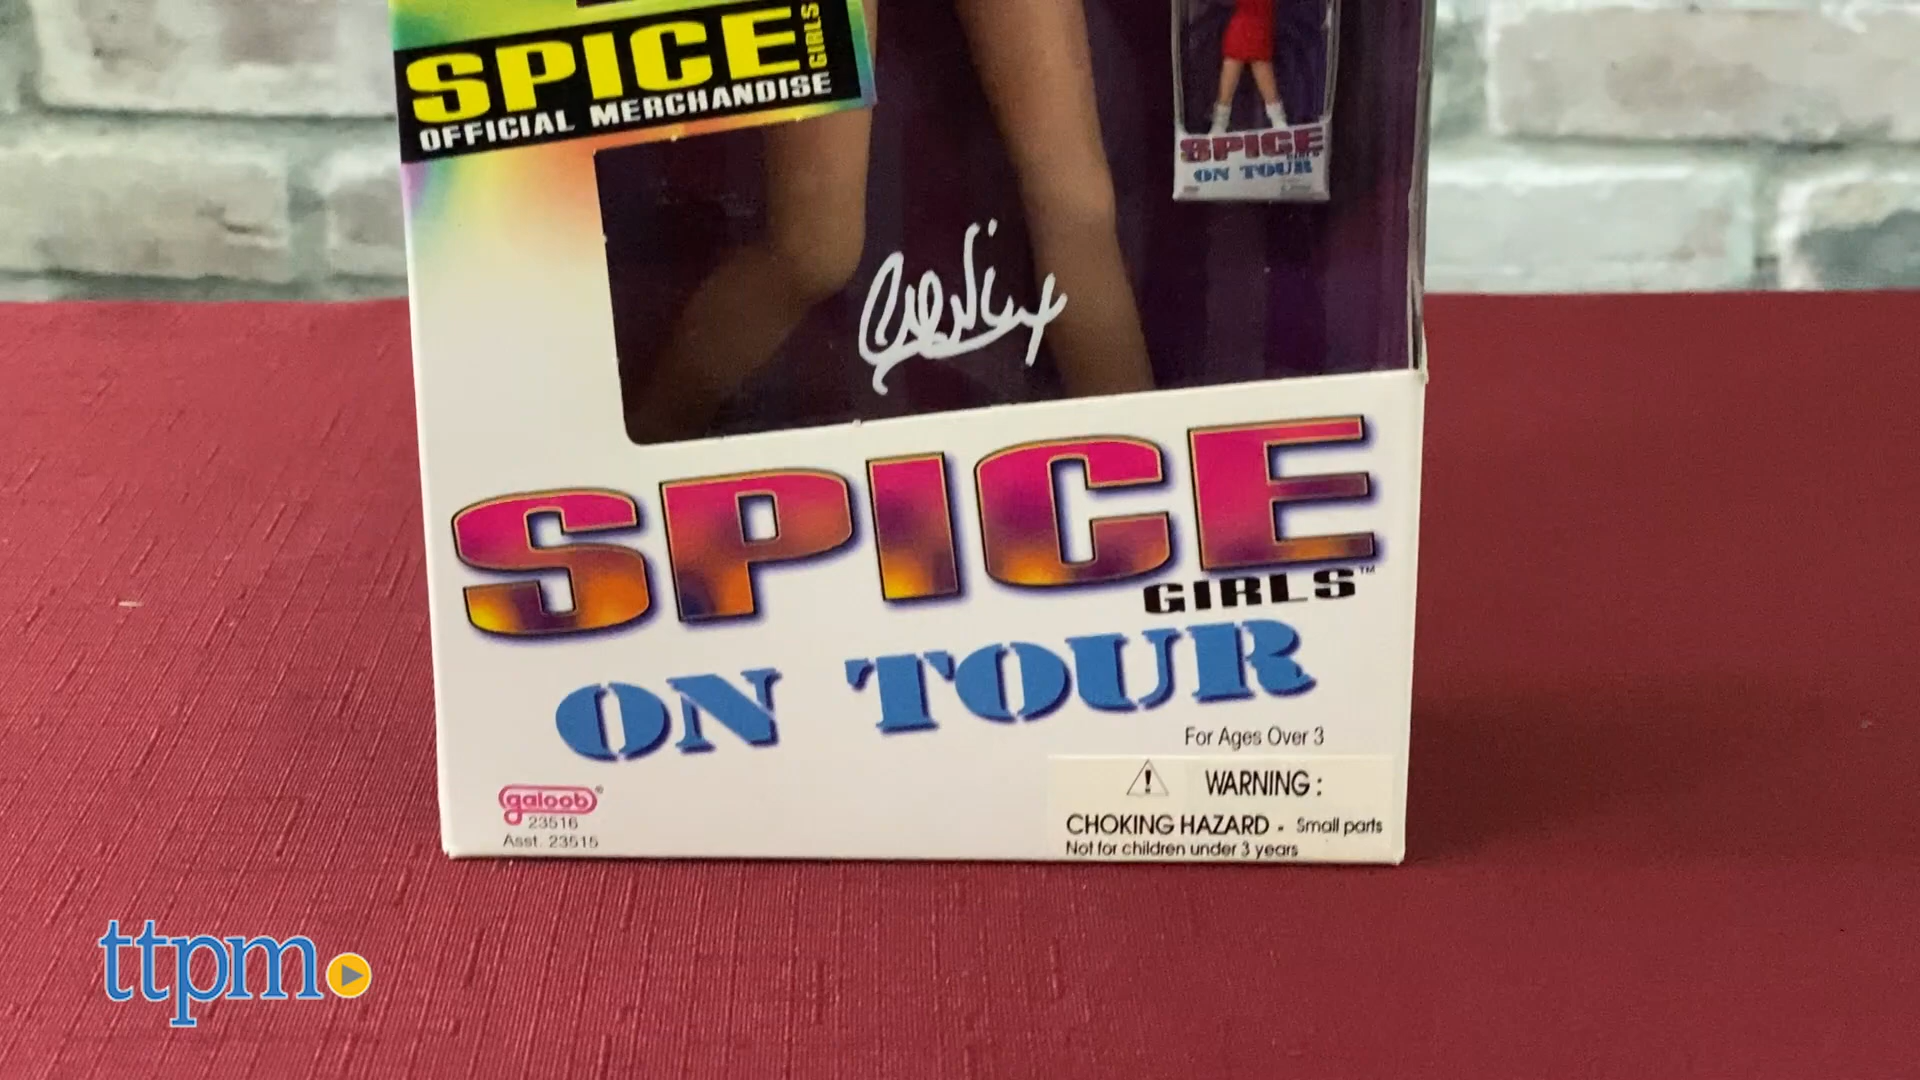 SPICE GIRLS
OFFICIAL MERCHANDISE
SPICE
GIRLS
ON TOUR
SPICE
GIRLS™
ON TOUR
For Ages Over 3
WARNING:
CHOKING HAZARD - Small parts
Not for children under 3 years
galoob®
23516
Asst. 23515
ttpm